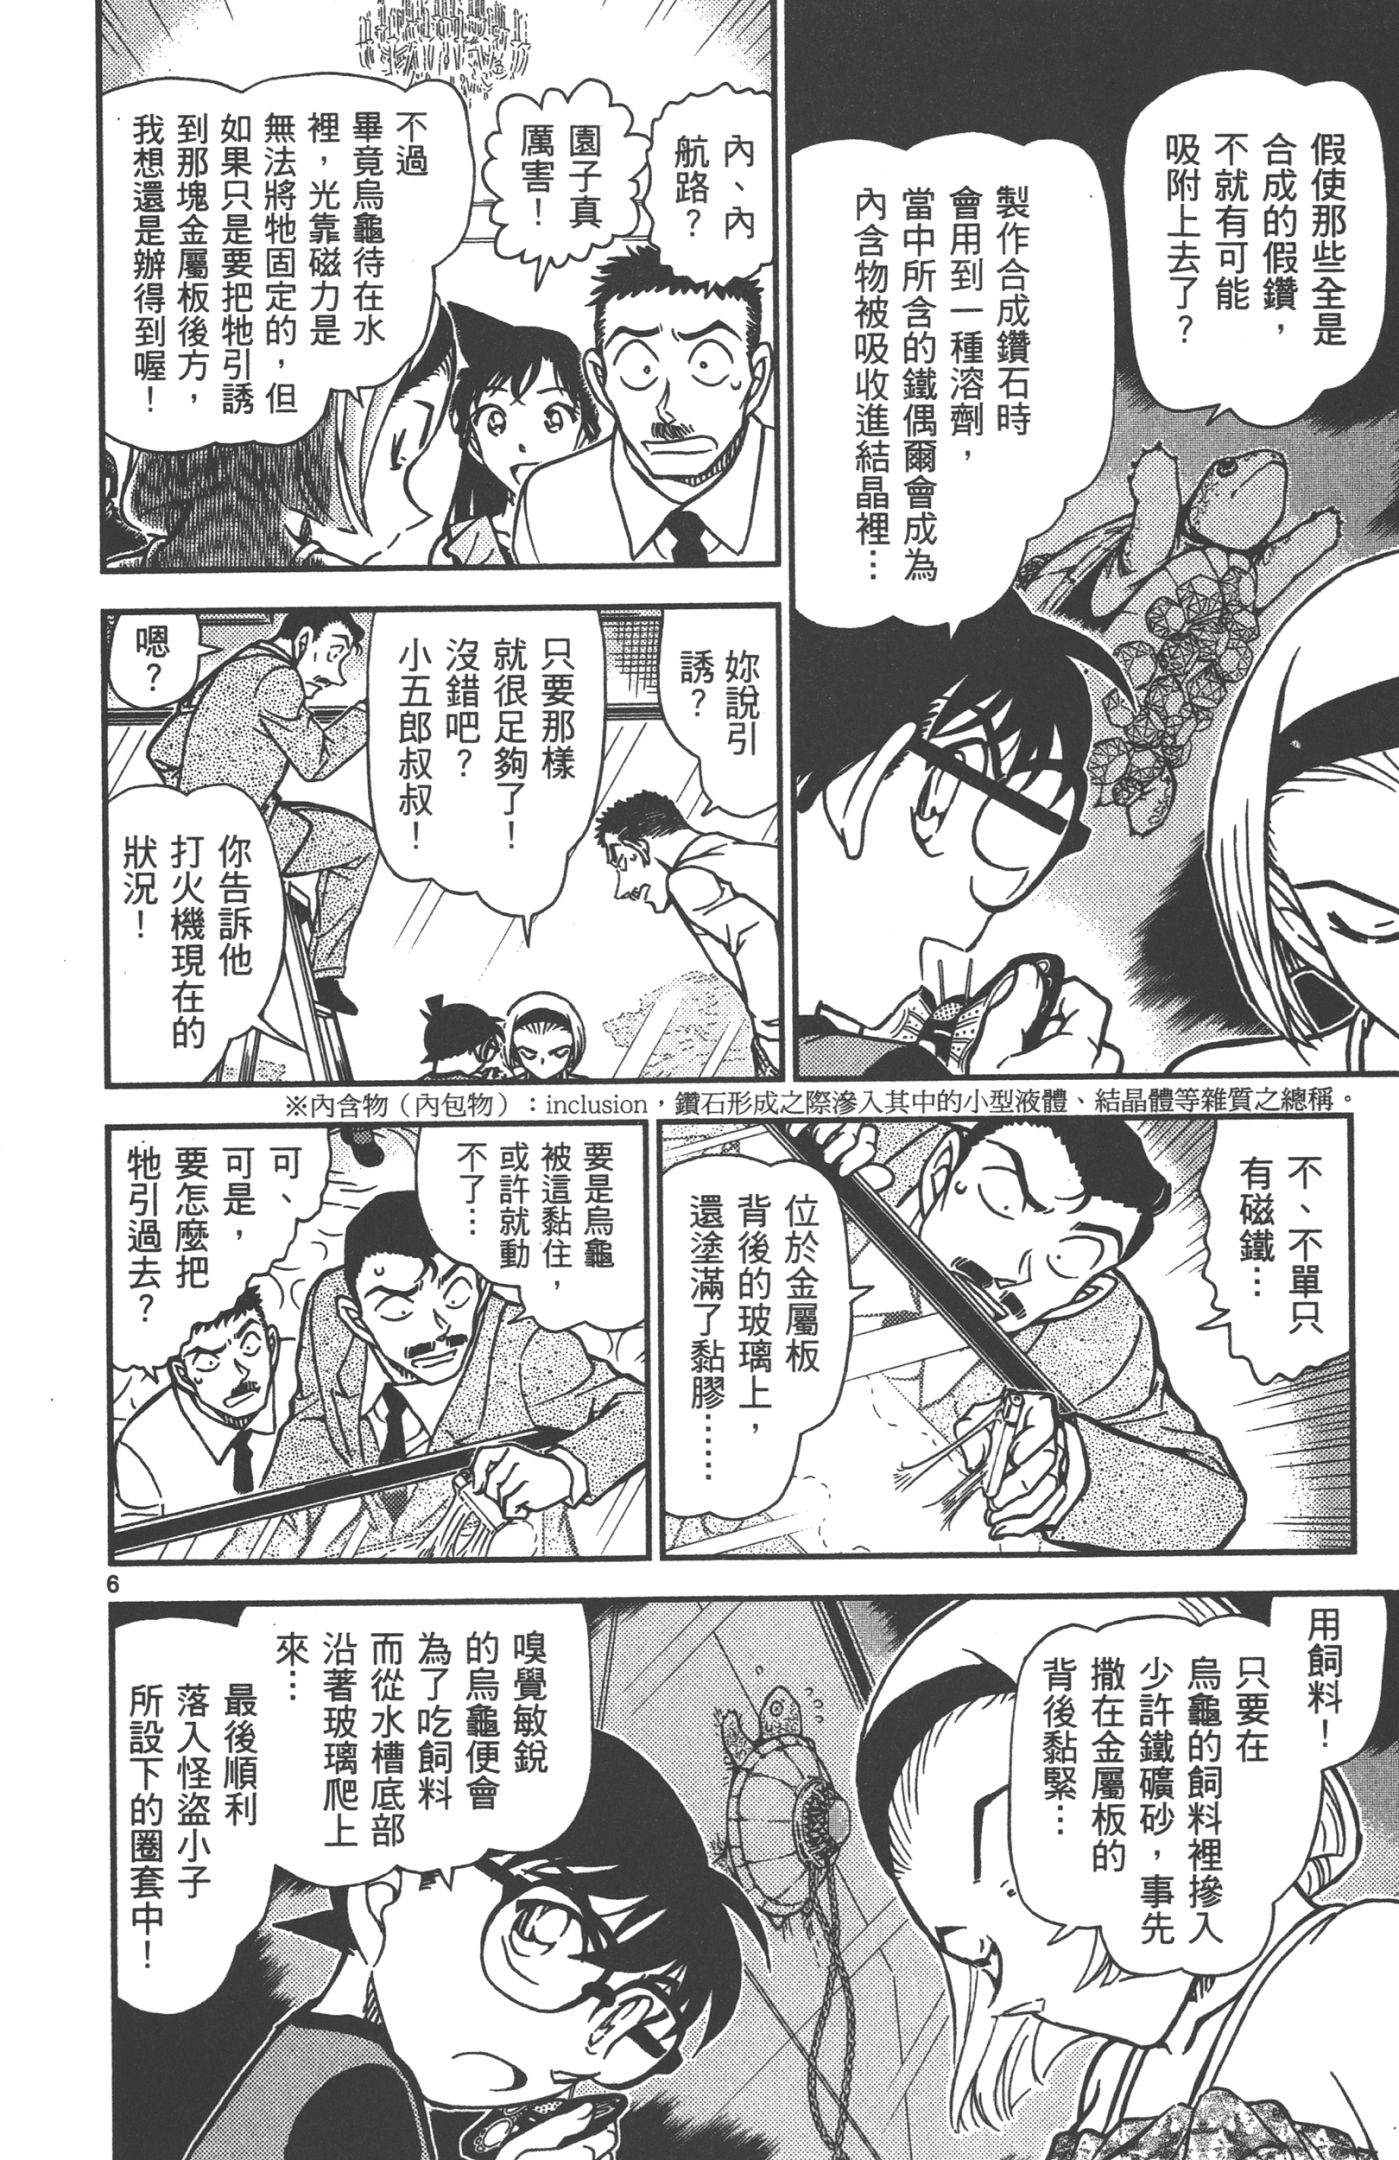 假使那些全是
合成的假鑽，
不就有可能
吸附上去了？
製作合成鑽石時
會用到一種溶劑，
當中所含的鐵偶爾會成為
內含物被吸收進結晶裡…
內、內
航路？
園子真
厲害！
不過
畢竟烏龜待在水
裡，光靠磁力是
無法將牠固定的，但
如果只是要把牠引誘
到那塊金屬板後方，
我想還是辦得到喔！
妳說引
誘？
只要那樣
就很足夠了！
沒錯吧？
小五郎叔叔！
嗯？
你告訴他
打火機現在的
狀況！
※內含物（內包物）：inclusion，鑽石形成之際滲入其中的小型液體、結晶體等雜質之總稱。
不、不單只
有磁鐵…
位於金屬板
背後的玻璃上，
還塗滿了黏膠……
要是烏龜
被這黏住，
或許就動
不了…
可、
可是，
要怎麼把
牠引過去？
6
用飼料！
只要在
烏龜的飼料裡摻入
少許鐵礦砂，事先
撒在金屬板的
背後黏緊…
嗅覺敏銳
的烏龜便會
為了吃飼料
而從水槽底部
沿著玻璃爬上
來…
最後順利
落入怪盜小子
所設下的圈套中！